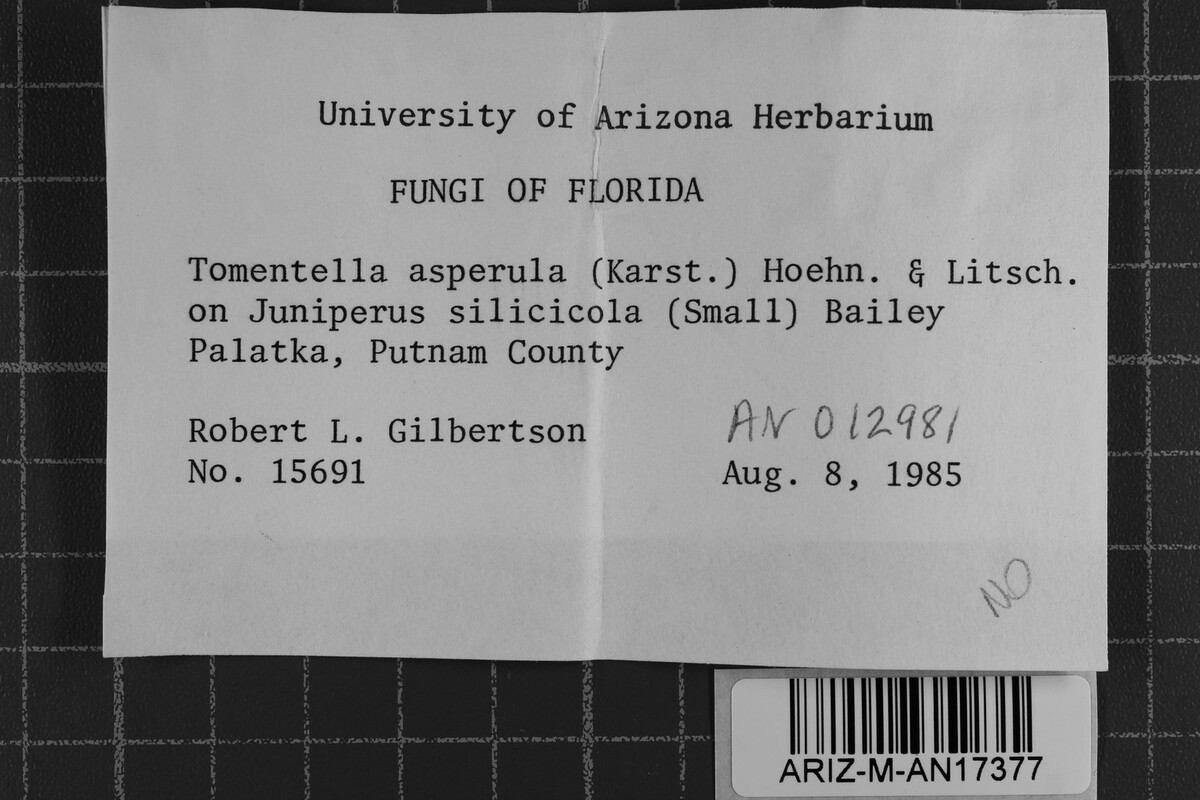 University of Arizona Herbarium
FUNGI OF FLORIDA
Tomentella asperula (Karst.) Hoehn. & Litsch.
on Juniperus silicicola (Small) Bailey
Palatka, Putnam County
Robert L. Gilbertson
AN 012981
No. 15691
Aug. 8, 1985
NO
ARIZ-M-AN17377